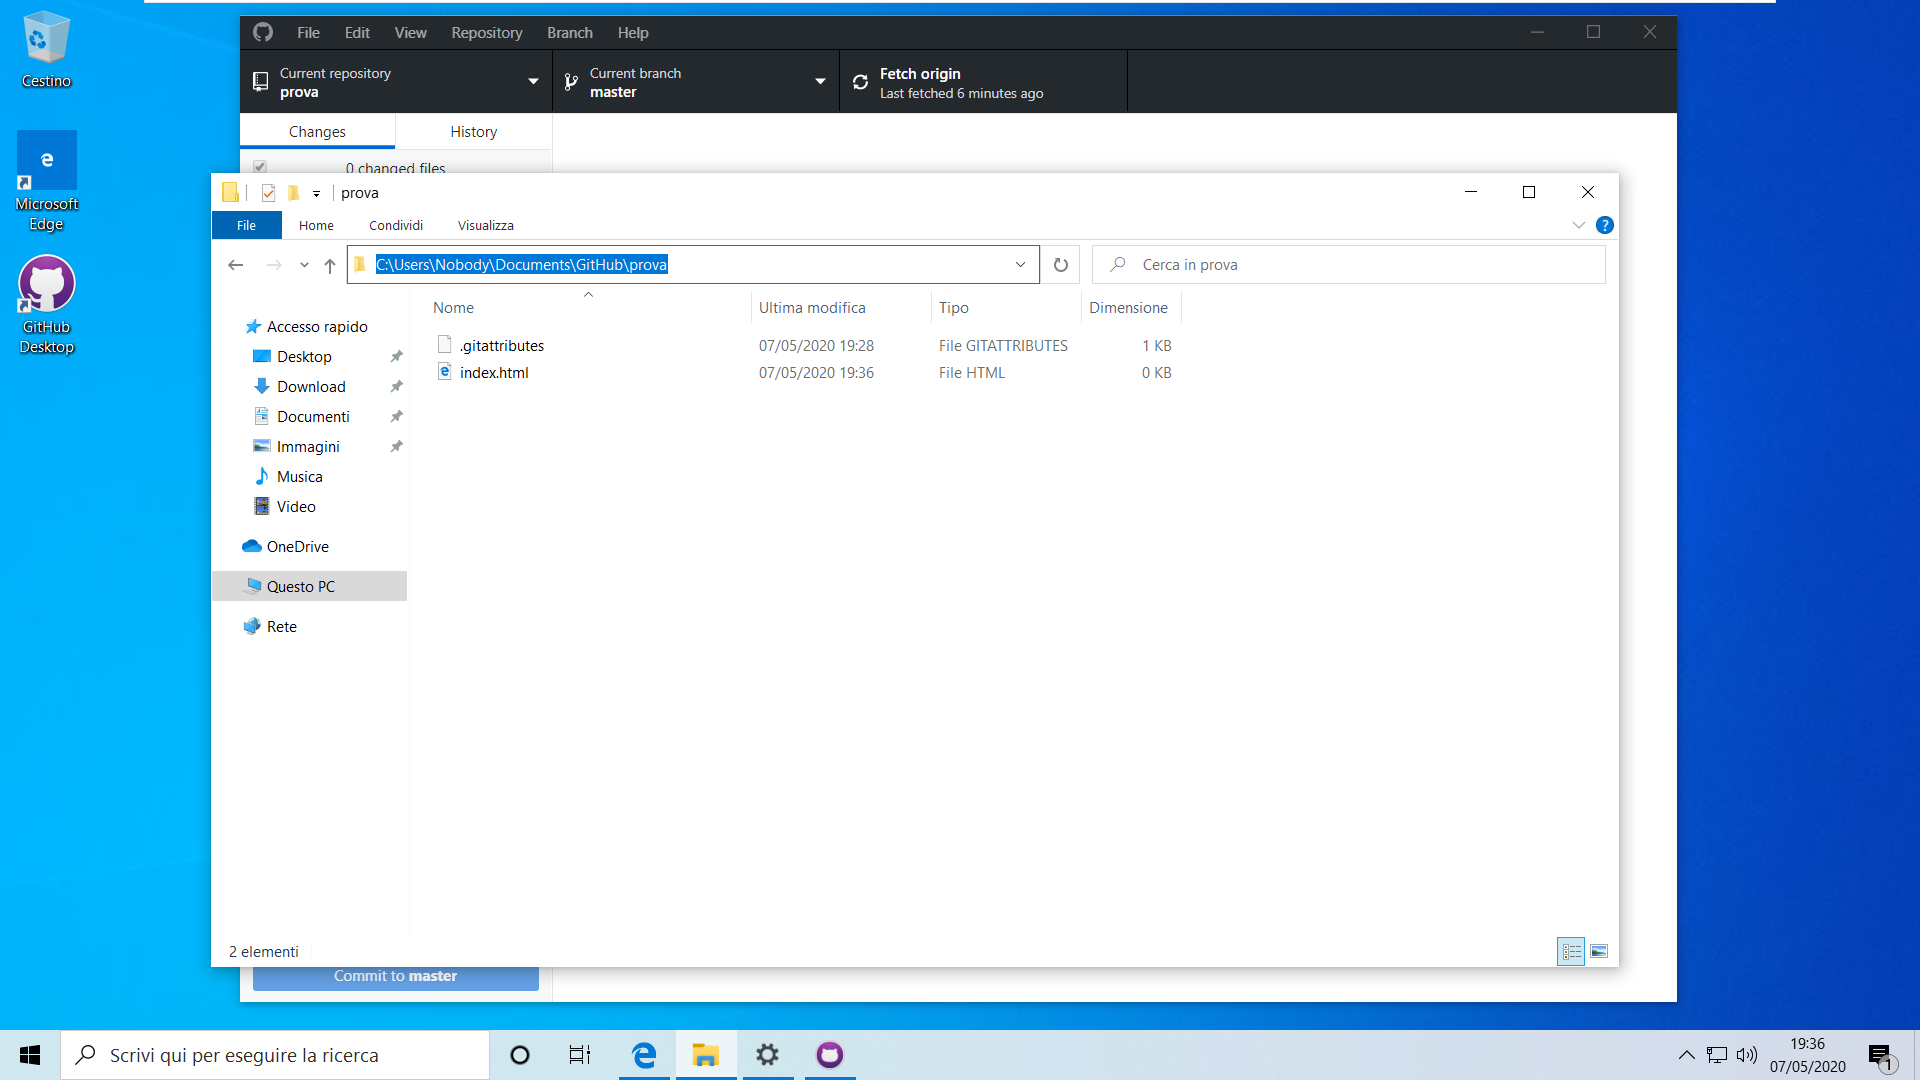 Cestino
Microsoft
Edge
GitHub
Desktop
File Edit View Repository Branch Help
Current repository
prova
Current branch
master
Fetch origin
Last fetched 6 minutes ago
Changes History
0 changed files
prova
File Home Condividi Visualizza
C:\Users\Nobody\Documents\GitHub\prova
Cerca in prova
Nome Ultima modifica Tipo Dimensione
.gitattributes 07/05/2020 19:28 File GITATTRIBUTES 1 KB
index.html 07/05/2020 19:36 File HTML 0 KB
Accesso rapido
Desktop
Download
Documenti
Immagini
Musica
Video
OneDrive
Questo PC
Rete
2 elementi
Commit to master
Scrivi qui per eseguire la ricerca
19:36
07/05/2020
1